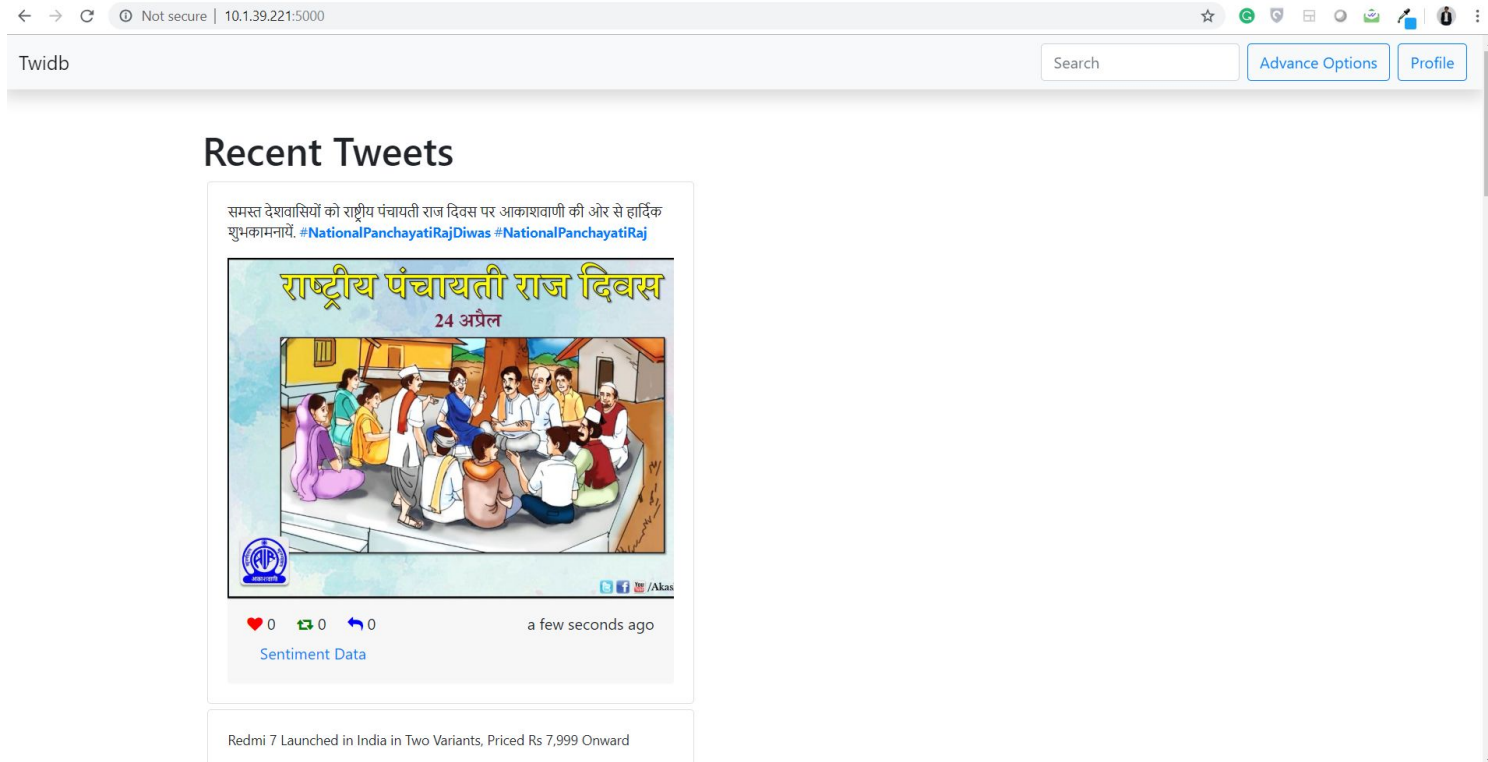 Not secure | 10.1.39.221:5000
Twidb
Search
Advance Options
Profile
Recent Tweets
समस्त देशवासियों को राष्ट्रीय पंचायती राज दिवस पर आकाशवाणी की ओर से हार्दिक
शुभकामनायें. #NationalPanchayatiRajDiwas #NationalPanchayatiRaj
राष्ट्रीय पंचायती राज दिवस
24 अप्रैल
AIR
आकाशवाणी
You
/Akas
0
0
0
a few seconds ago
Sentiment Data
Redmi 7 Launched in India in Two Variants, Priced Rs 7,999 Onward